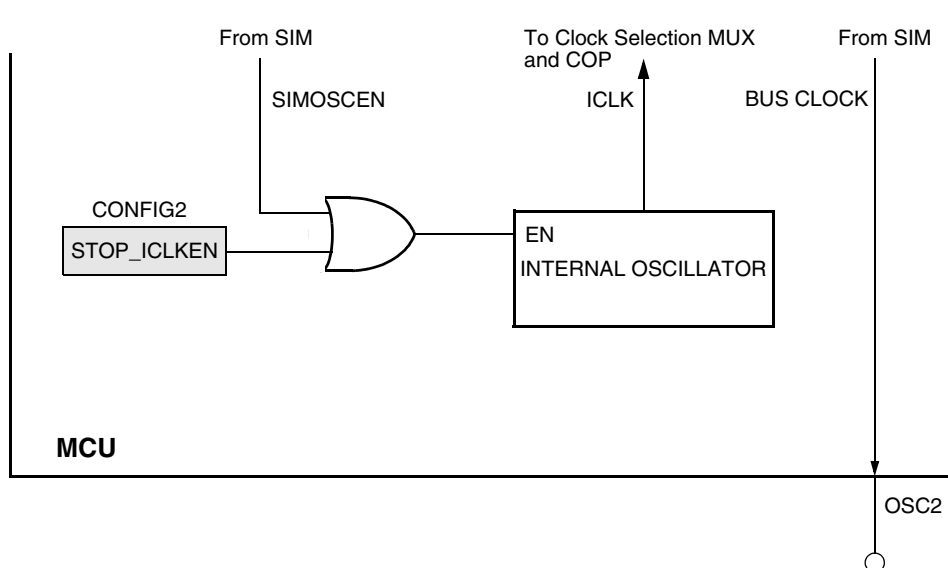 From SIM
To Clock Selection MUX
and COP
From SIM
SIMOSCEN
ICLK
BUS CLOCK
CONFIG2
STOP_ICLKEN
EN
INTERNAL OSCILLATOR
MCU
OSC2